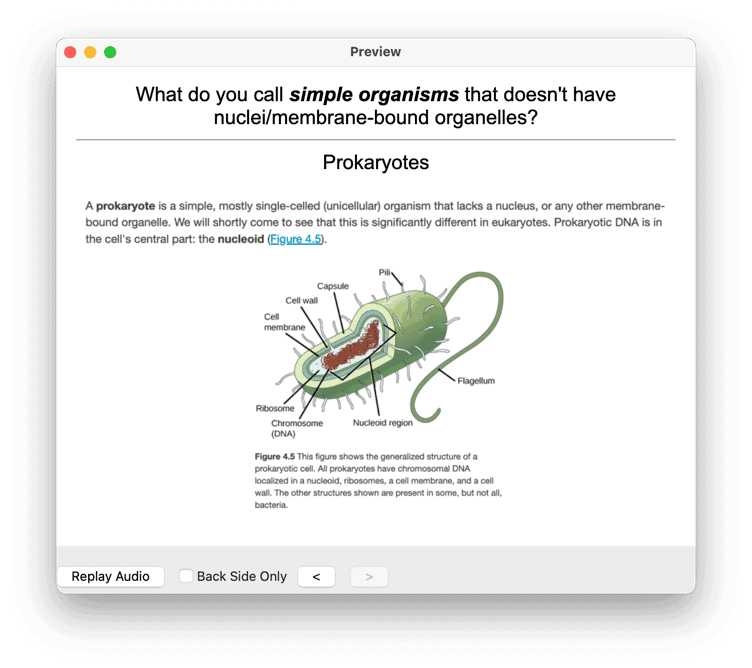 Preview
What do you call simple organisms that doesn't have
nuclei/membrane-bound organelles?
Prokaryotes
A prokaryote is a simple, mostly single-celled (unicellular) organism that lacks a nucleus, or any other membrane-
bound organelle. We will shortly come to see that this is significantly different in eukaryotes. Prokaryotic DNA is in
the cell's central part: the nucleoid (Figure 4.5).
Pili
Capsule
Cell wall
Cell
membrane
Flagellum
Ribosome
Chromosome
(DNA)
Nucleoid region
Figure 4.5 This figure shows the generalized structure of a
prokaryotic cell. All prokaryotes have chromosomal DNA
localized in a nucleoid, ribosomes, a cell membrane, and a cell
wall. The other structures shown are present in some, but not all,
bacteria.
Replay Audio
Back Side Only
<
>